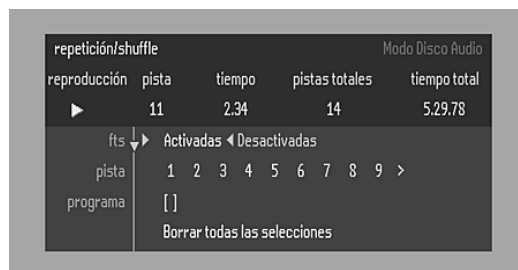 repetición/shuffle Modo Disco Audio
reproducción pista tiempo pistas totales tiempo total
11 2.34 14 5.29.78
fts Activadas Desactivadas
pista 1 2 3 4 5 6 7 8 9 >
programa [ ]
Borrar todas las selecciones